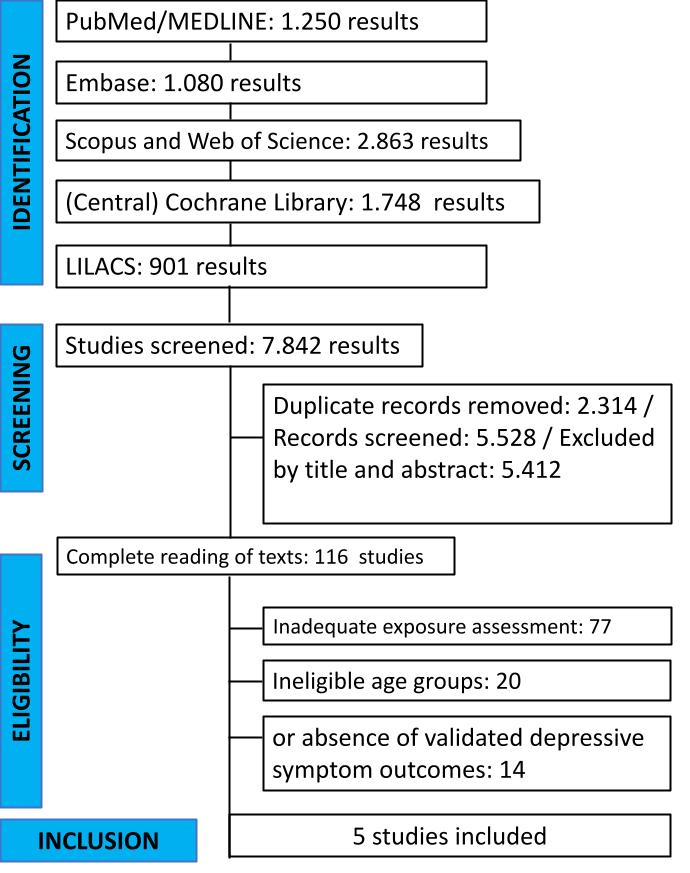 IDENTIFICATION
PubMed/MEDLINE: 1.250 results
Embase: 1.080 results
Scopus and Web of Science: 2.863 results
(Central) Cochrane Library: 1.748  results
LILACS: 901 results
SCREENING
Studies screened: 7.842 results
Duplicate records removed: 2.314 /
Records screened: 5.528 / Excluded
by title and abstract: 5.412
ELIGIBILITY
Complete reading of texts: 116  studies
Inadequate exposure assessment: 77
Ineligible age groups: 20
or absence of validated depressive
symptom outcomes: 14
INCLUSION
5 studies included